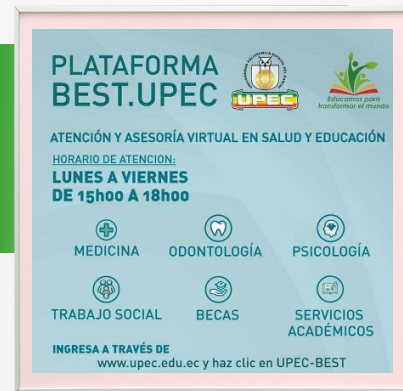 PLATAFORMA
BEST.UPEC
UPEC
Educamos para
transformar el mundo
ATENCIÓN Y ASESORÍA VIRTUAL EN SALUD Y EDUCACIÓN
HORARIO DE ATENCION:
LUNES A VIERNES
DE 15h00 A 18h00
MEDICINA
ODONTOLOGÍA
PSICOLOGÍA
TRABAJO SOCIAL
BECAS
SERVICIOS
ACADÉMICOS
INGRESA A TRAVÉS DE
www.upec.edu.ec y haz clic en UPEC-BEST